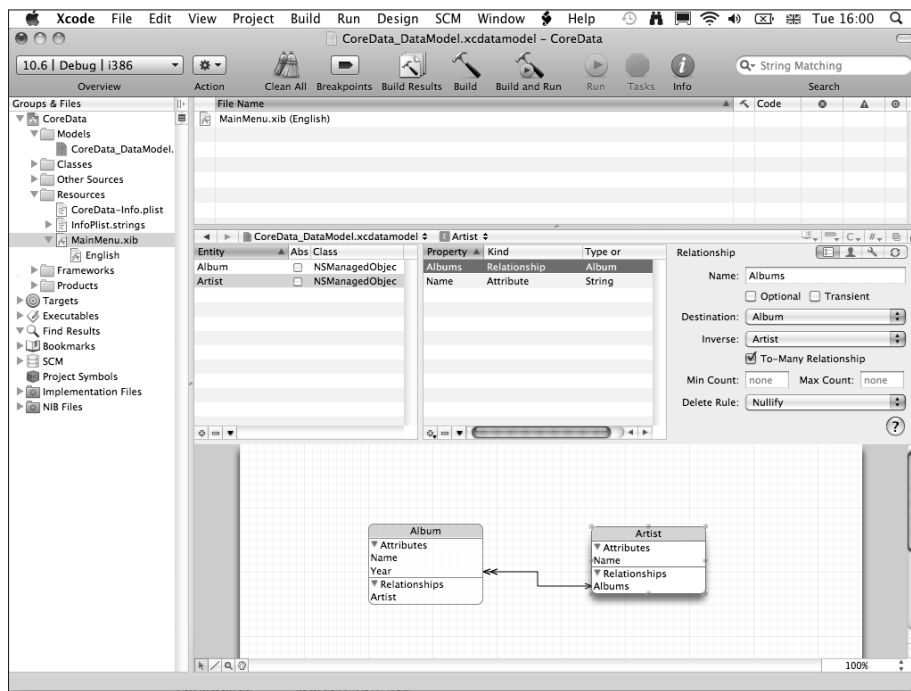 Xcode File Edit View Project Build Run Design SCM Window Help Tue 16:00
CoreData_DataModel.xcdatamodel – CoreData
10.6 | Debug | i386
String Matching
Overview Action Clean All Breakpoints Build Results Build Build and Run Run Tasks Info Search
Groups & Files
CoreData
Models
CoreData_DataModel.
Classes
Other Sources
Resources
CoreData-Info.plist
InfoPlist.strings
MainMenu.xib
English
Frameworks
Products
Targets
Executables
Find Results
Bookmarks
SCM
Project Symbols
Implementation Files
NIB Files
File Name Code
MainMenu.xib (English)
CoreData_DataModel.xcdatamodel Artist C #
Entity Abs Class
Album NSManagedObjec
Artist NSManagedObjec
Property Kind Type or
Albums Relationship Album
Name Attribute String
Relationship
Name: Albums
Optional Transient
Destination: Album
Inverse: Artist
To-Many Relationship
Min Count: none Max Count: none
Delete Rule: Nullify
?
Album
Attributes
Name
Year
Relationships
Artist
Artist
Attributes
Name
Relationships
Albums
100%